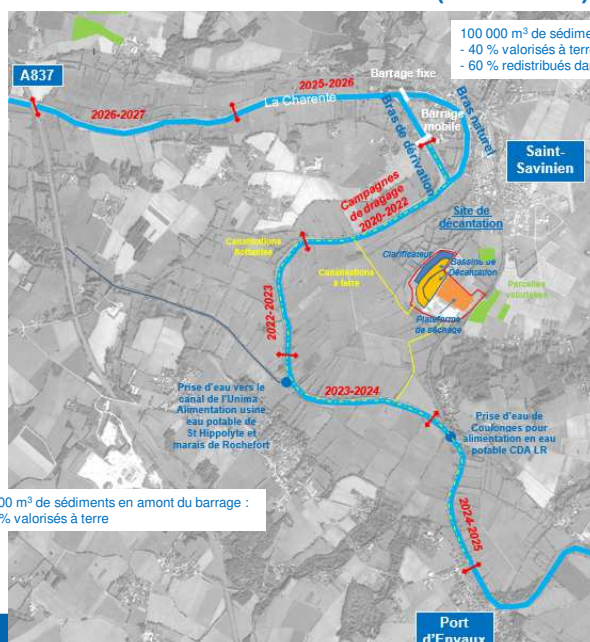 100 000 m³ de
- 40 % valorisés à terre
- 60 % redistribués
A837
2025-2026
Barrage fixe
La Charente
2026-2027
Bras de dérivation
Barrage
mobile
Bras naturel
Saint-
Savinien
Campagnes
de dragage
2020-2022
Site de
décantation
Canalisations
flottantes
Clarificateur
Bassins de
Décantation
Canalisations
à terre
Parcelles
valorisées
Plateforme
de séchage
2022-2023
2023-2024
Prise d'eau vers le
canal de l'Unima
Alimentation usine
eau potable de
St Hippolyte et
marais de Rochefort
Prise d'eau de
Coulonges pour
alimentation en eau
potable CDA LR
00 m³ de sédiments en amont du barrage :
% valorisés à terre
2024-2025
Port
d'Envaux